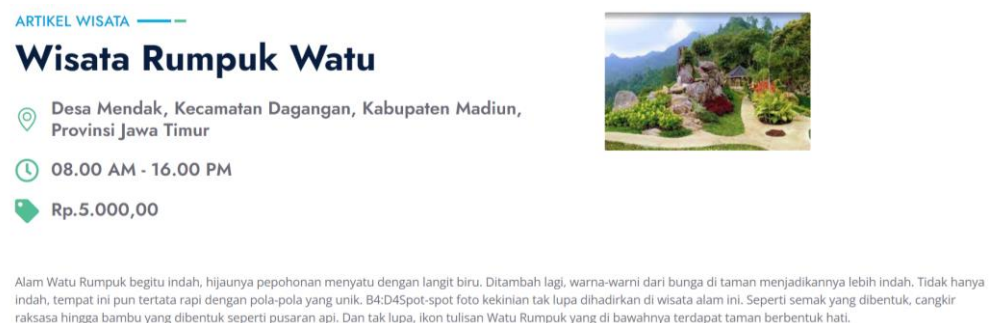 ARTIKEL WISATA
Wisata Rumpuk Watu
Desa Mendak, Kecamatan Dagangan, Kabupaten Madiun,
Provinsi Jawa Timur
08.00 AM - 16.00 PM
Rp.5.000,00
Alam Watu Rumpuk begitu indah, hijaunya pepohonan menyatu dengan langit biru. Ditambah lagi, warna-warni dari bunga di taman menjadikannya lebih indah. Tidak hanya
indah, tempat ini pun tertata rapi dengan pola-pola yang unik. B4:D4Spot-spot foto kekinian tak lupa dihadirkan di wisata alam ini. Seperti semak yang dibentuk, cangkir
raksasa hingga bambu yang dibentuk seperti pusaran api. Dan tak lupa, ikon tulisan Watu Rumpuk yang di bawahnya terdapat taman berbentuk hati.